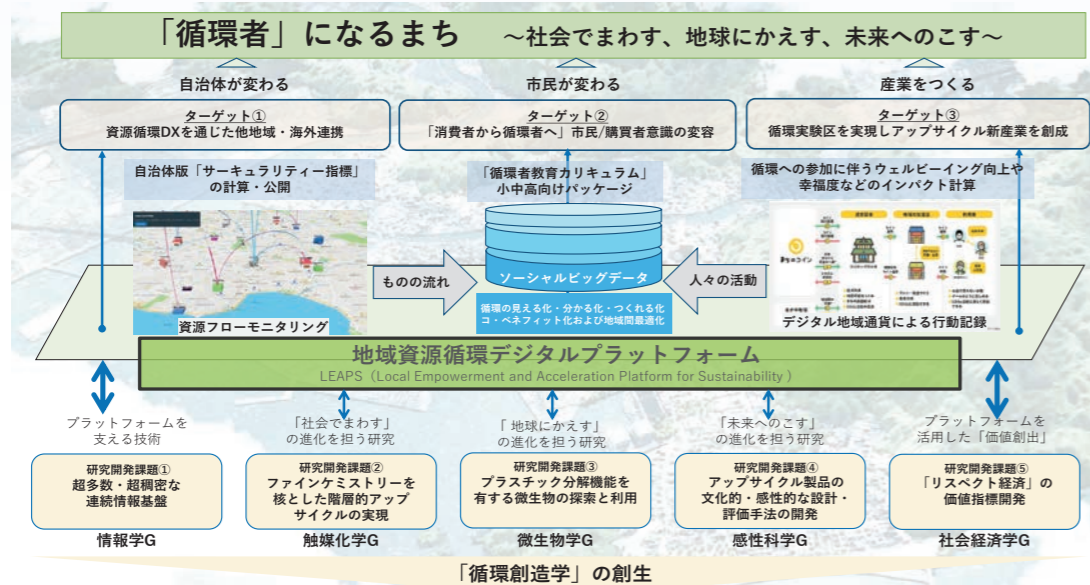 「循環者」になるまち ～社会でまわす、地球にかえす、未来へのこす～
自治体が変わる
市民が変わる
産業をつくる
ターゲット①
資源循環DXを通じた他地域・海外連携
ターゲット②
「消費者から循環者へ」市民/購買者意識の変容
ターゲット③
循環実験区を実現しアップサイクル新産業を創成
自治体版「サーキュラリティー指標」
の計算・公開
「循環者教育カリキュラム」
小中高向けパッケージ
循環への参加に伴うウェルビーイング向上や
幸福度などのインパクト計算
ものの流れ
ソーシャルビッグデータ
人々の活動
循環の見える化・分かる化・つくれる化
コ・ベネフィット化および地域間最適化
資源フローモニタリング
デジタル地域通貨による行動記録
地域資源循環デジタルプラットフォーム
LEAPS（Local Empowerment and Acceleration Platform for Sustainability ）
プラットフォームを
支える技術
「社会でまわす」
の進化を担う研究
「 地球にかえす」
の進化を担う研究
「未来へのこす」
の進化を担う研究
プラットフォームを
活用した「価値創出」
研究開発課題①
超多数・超稠密な
連続情報基盤
研究開発課題②
ファインケミストリーを
核とした階層的アップ
サイクルの実現
研究開発課題③
プラスチック分解機能を
有する微生物の探索と利用
研究開発課題④
アップサイクル製品の
文化的・感性的な設計・
評価手法の開発
研究開発課題⑤
「リスペクト経済」の
価値指標開発
情報学G
触媒化学G
微生物学G
感性科学G
社会経済学G
「循環創造学」の創生